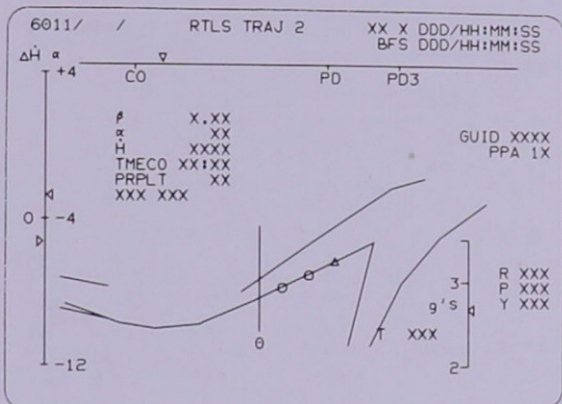 6011/ / RTLS TRAJ 2 XX X DDD/HH:MM:SS
BFS DDD/HH:MM:SS
ΔḢ α +4
CO PD PD3
β X.XX
α XX
Ḣ XXXX
TMECO XX:XX
PRPLT XX
XXX XXX
GUID XXXX
PPA 1X
0 -4
3
g's
2
R XXX
P XXX
Y XXX
T XXX
θ
-12